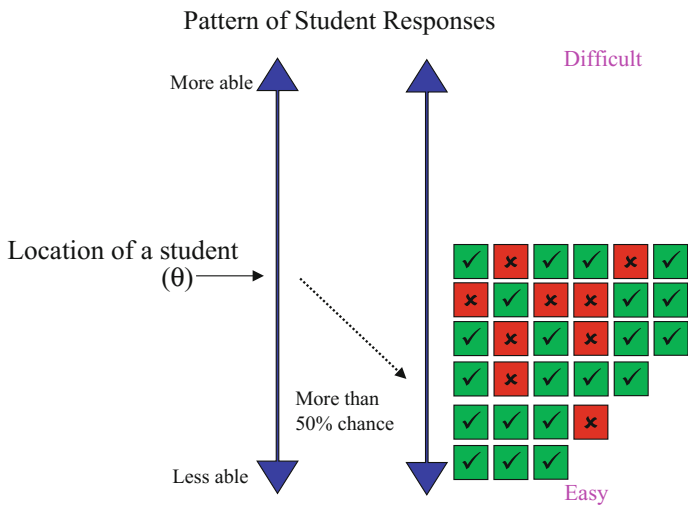 Pattern of Student Responses
Difficult
More able
Location of a student
(θ)
More than
50% chance
Less able
Easy